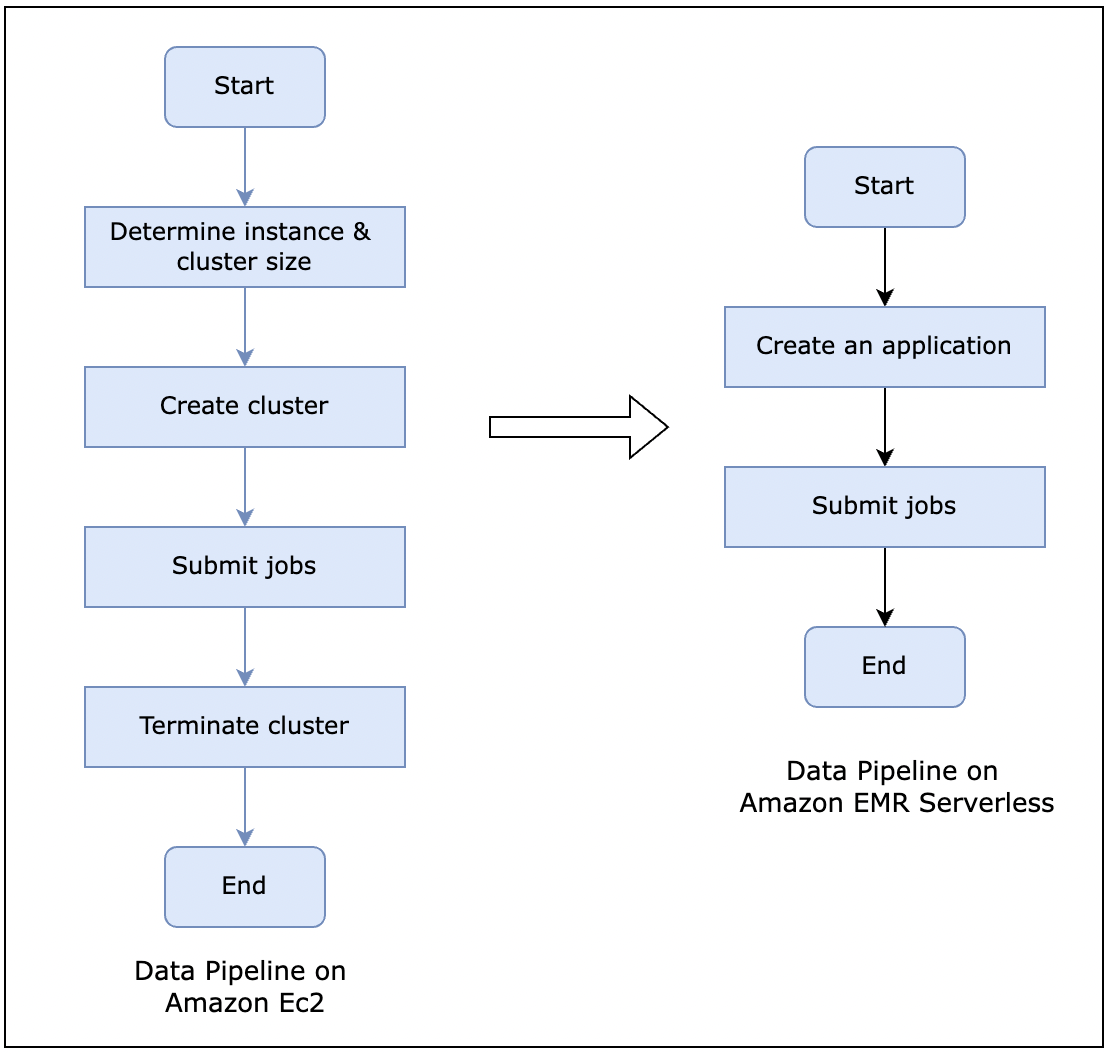 Start
Determine instance &
cluster size
Create cluster
Submit jobs
Terminate cluster
End
Data Pipeline on
Amazon Ec2
Start
Create an application
Submit jobs
End
Data Pipeline on
Amazon EMR Serverless